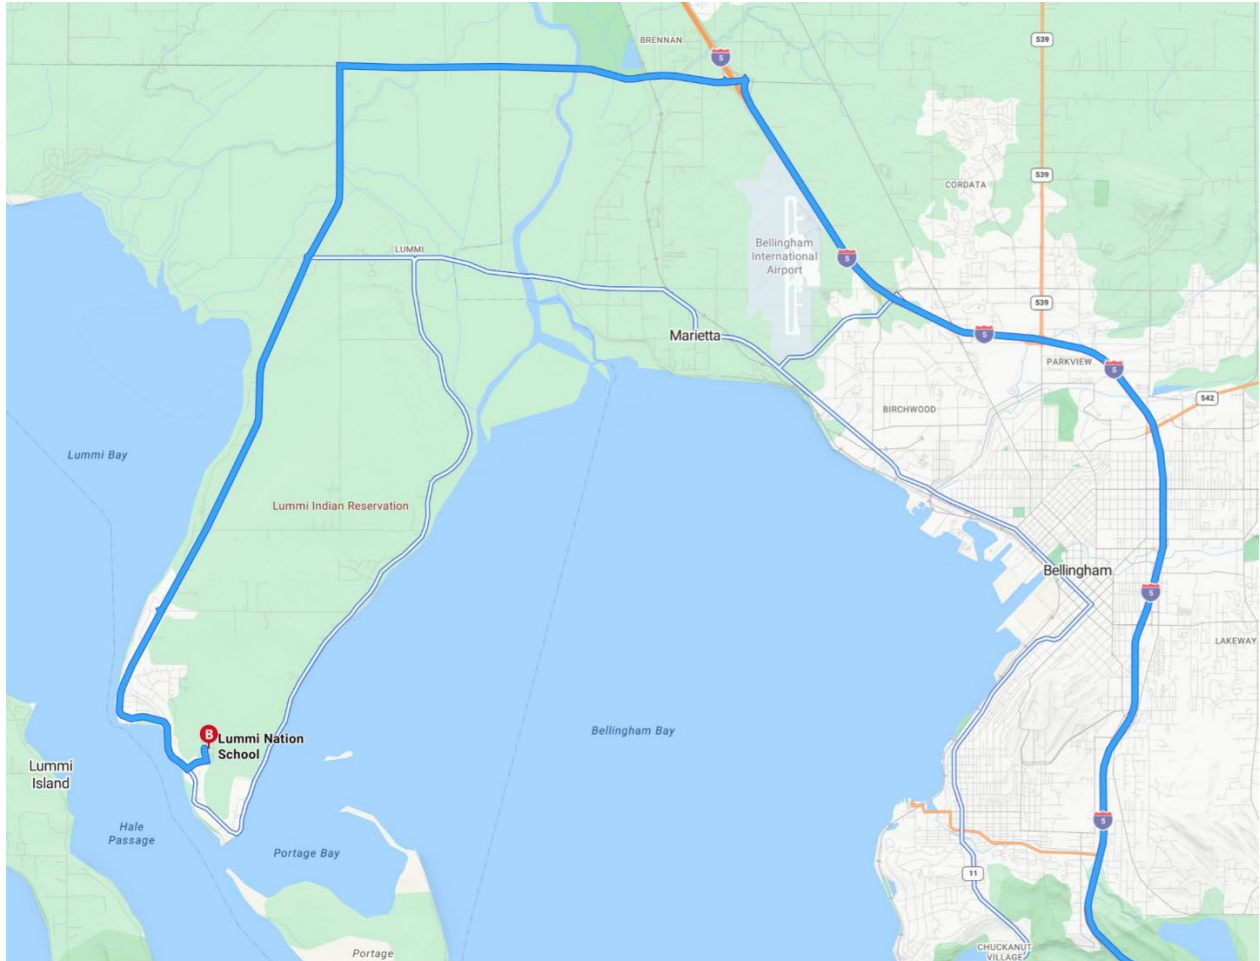 BRENNAN
5
539
539
CORDATA
LUMMI
Bellingham
International
Airport
5
539
Marietta
5
PARKVIEW
5
542
BIRCHWOOD
Lummi Bay
Lummi Indian Reservation
Bellingham
5
LAKEWAY
B
Lummi Nation
School
Bellingham Bay
Lummi
Island
Hale
Passage
5
Portage Bay
11
Portage
CHUCKANUT
VILLAGE